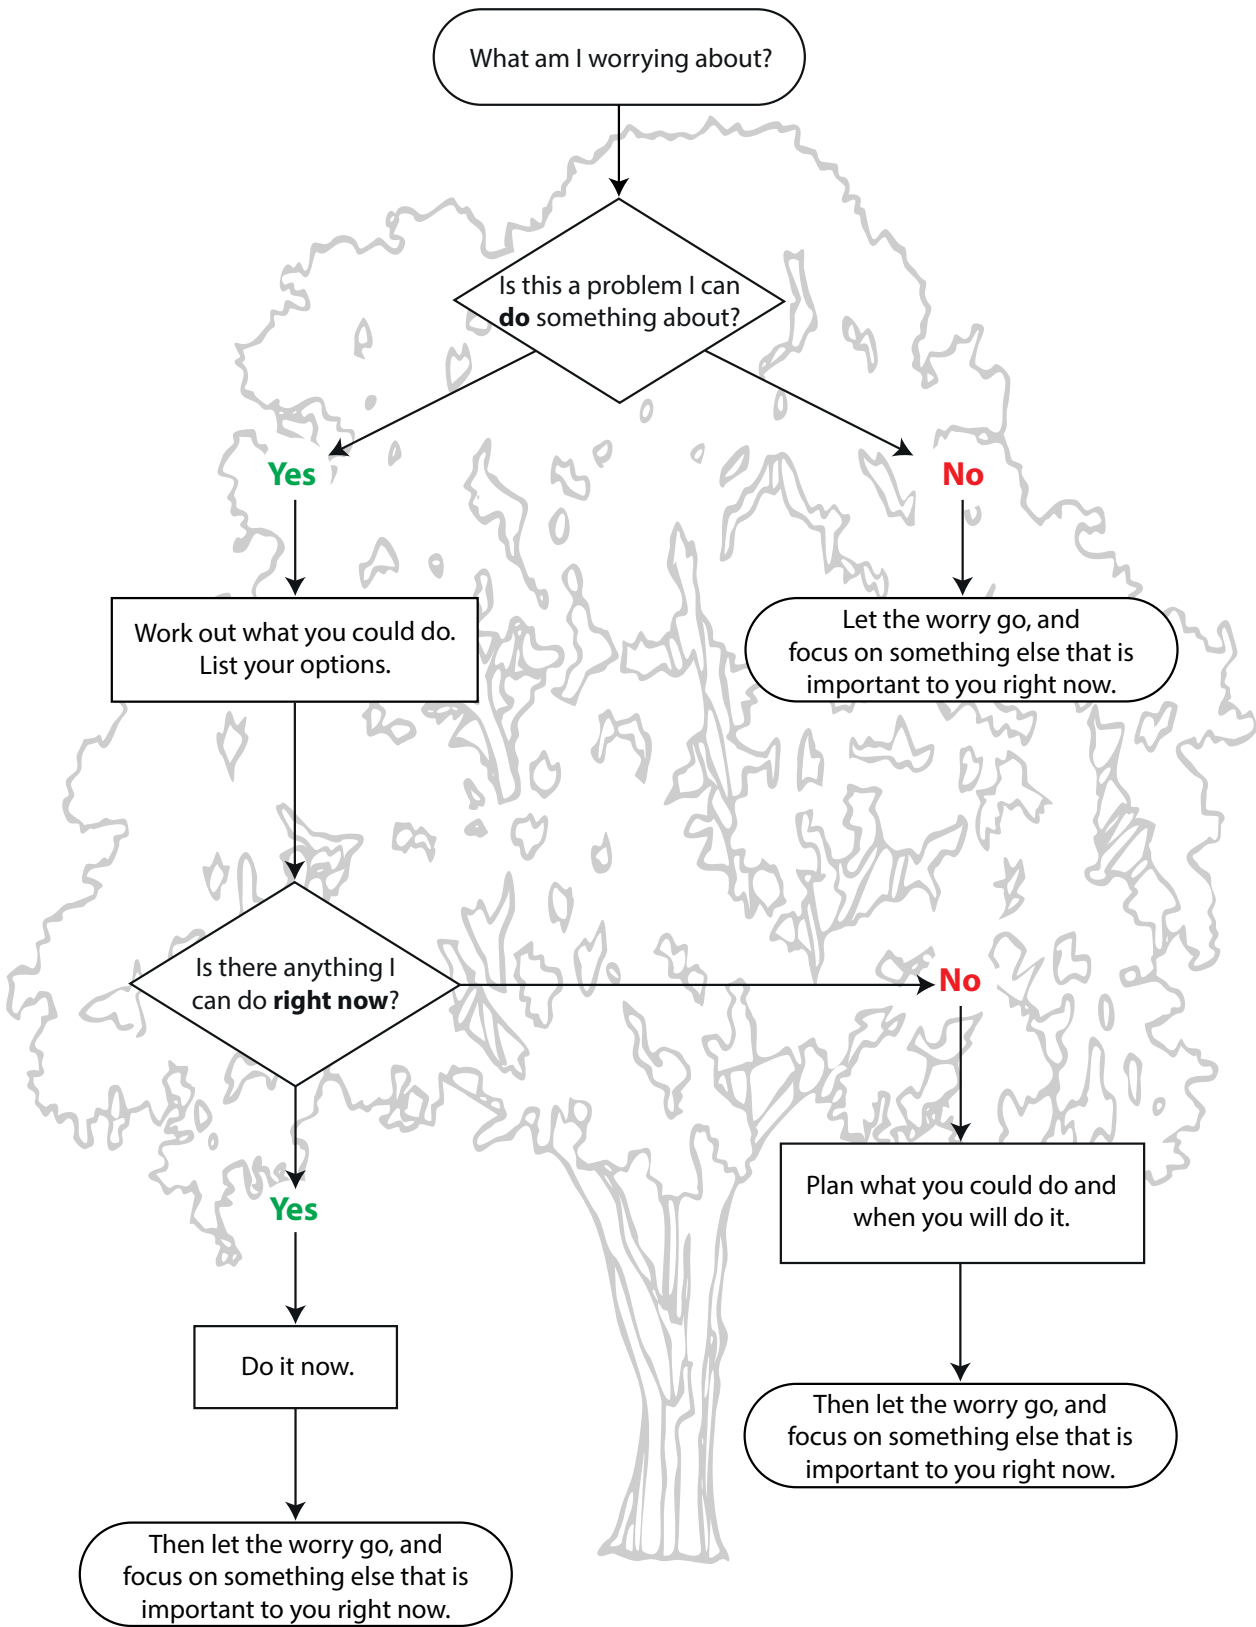 What am I worrying about?
Is this a problem I can
do something about?
Yes
No
Work out what you could do.
List your options.
Let the worry go, and
focus on something else that is
important to you right now.
Is there anything I
can do right now?
No
Yes
Plan what you could do and
when you will do it.
Do it now.
Then let the worry go, and
focus on something else that is
important to you right now.
Then let the worry go, and
focus on something else that is
important to you right now.